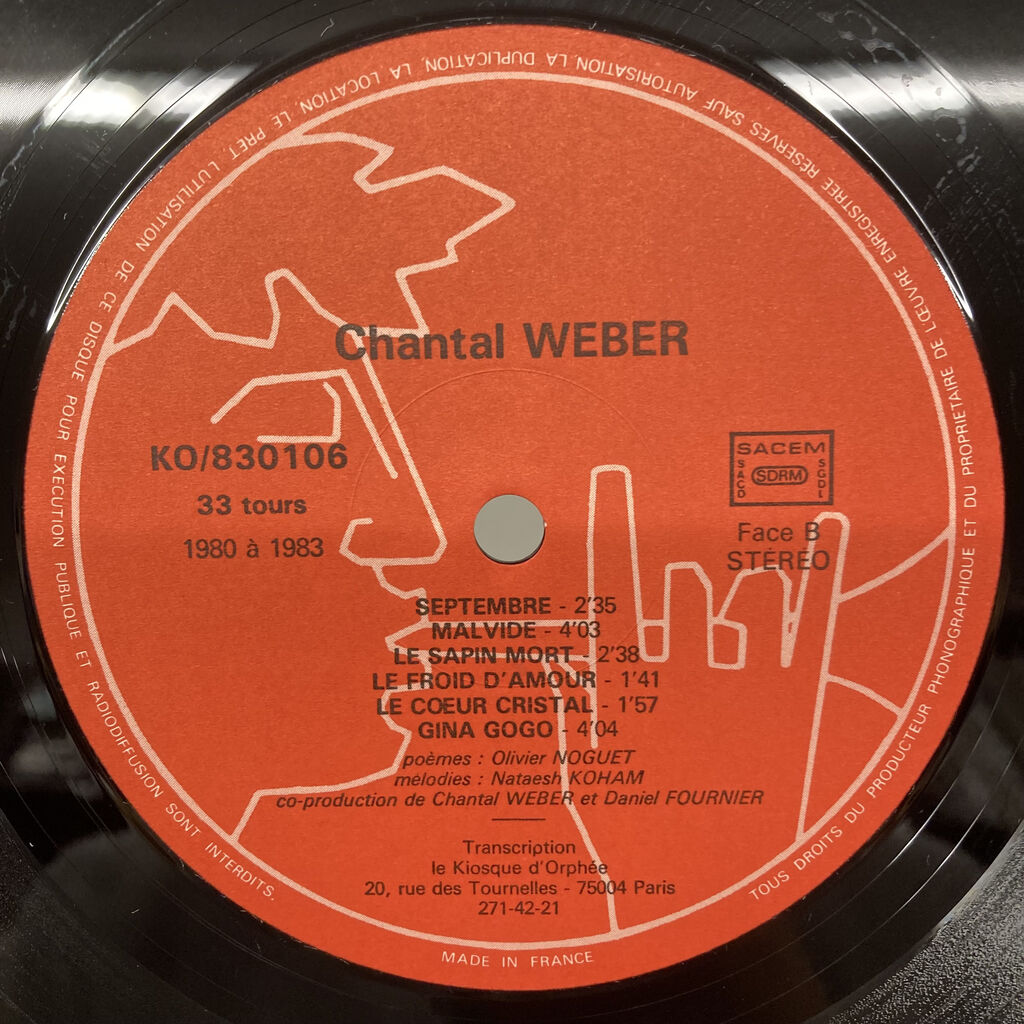 TOUS DROITS DU PRODUCTEUR PHONOGRAPHIQUE ET DU PROPRIETAIRE DE L'ŒUVRE ENREGISTREE RÉSERVES SAUF AUTORISATION, LA DUPLICATION, LA LOCATION, LE PRET, L'UTILISATION DE CE DISQUE POUR EXECUTION PUBLIQUE ET RADIODIFFUSION SONT INTERDITS.
Chantal WEBER
KO/830106
33 tours
1980 à 1983
SACEM
SACD SDRM SGDL
Face B
STÉRÉO
SEPTEMBRE - 2'35
MALVIDE - 4'03
LE SAPIN MORT - 2'38
LE FROID D'AMOUR - 1'41
LE COEUR CRISTAL - 1'57
GINA GOGO - 4'04
poèmes : Olivier NOGUET
mélodies : Nataesh KOHAM
co-production de Chantal WEBER et Daniel FOURNIER
Transcription
le Kiosque d'Orphée
20, rue des Tournelles - 75004 Paris
271-42-21
MADE IN FRANCE